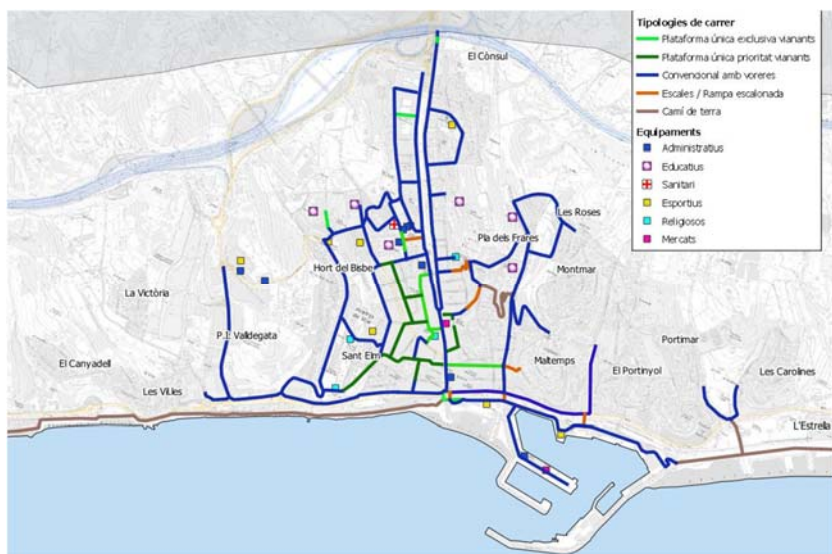 Tipologies de carrer
Plataforma única exclusiva vianants
Plataforma única prioritat vianants
Convencional amb voreres
Escales / Rampa escalonada
Camí de terra
Equipaments
Administratius
Educatius
Sanitari
Esportius
Religiosos
Mercats
El Cònsul
Les Roses
Pla dels Frares
Hort del Bisbe
Montmar
La Victòria
P.I. Valldegata
Portimar
El Canyadell
Sant Elm
Maltemps
El Portinyol
Les Carolines
Les Villes
L'Estrella